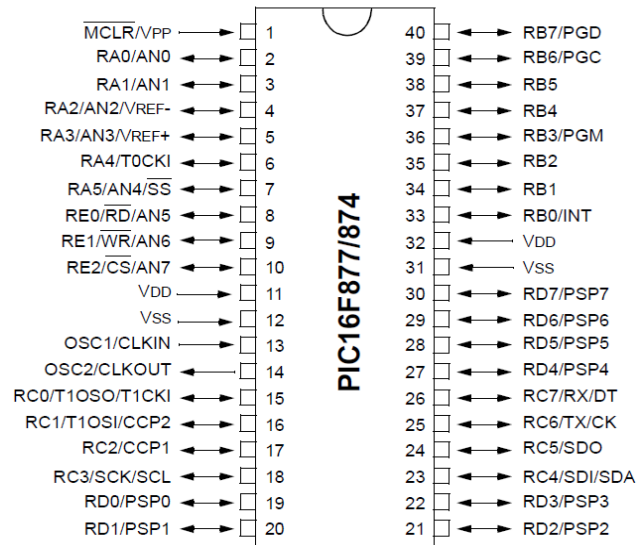 MCLR/VPP 1 40 RB7/PGD
RA0/AN0 2 39 RB6/PGC
RA1/AN1 3 38 RB5
RA2/AN2/VREF- 4 37 RB4
RA3/AN3/VREF+ 5 36 RB3/PGM
RA4/T0CKI 6 35 RB2
RA5/AN4/SS 7 34 RB1
RE0/RD/AN5 8 33 RB0/INT
RE1/WR/AN6 9 32 VDD
RE2/CS/AN7 10 31 VSS
VDD 11 30 RD7/PSP7
VSS 12 29 RD6/PSP6
OSC1/CLKIN 13 28 RD5/PSP5
OSC2/CLKOUT 14 27 RD4/PSP4
RC0/T1OSO/T1CKI 15 26 RC7/RX/DT
RC1/T1OSI/CCP2 16 25 RC6/TX/CK
RC2/CCP1 17 24 RC5/SDO
RC3/SCK/SCL 18 23 RC4/SDI/SDA
RD0/PSP0 19 22 RD3/PSP3
RD1/PSP1 20 21 RD2/PSP2
PIC16F877/874